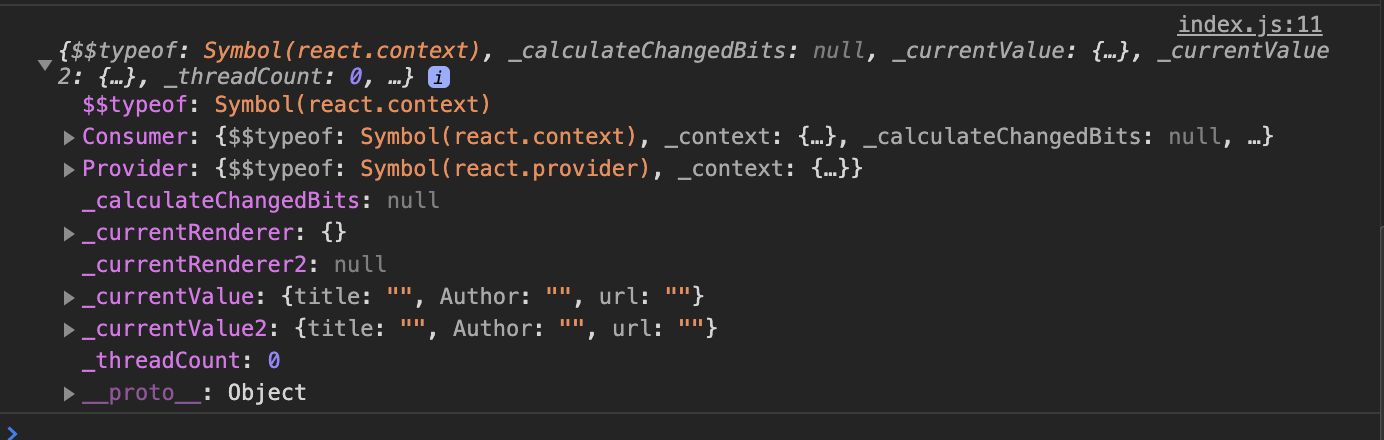 index.js:11
{$$typeof: Symbol(react.context), _calculateChangedBits: null, _currentValue: {…}, _currentValue
2: {…}, _threadCount: 0, …} i
$$typeof: Symbol(react.context)
Consumer: {$$typeof: Symbol(react.context), _context: {…}, _calculateChangedBits: null, …}
Provider: {$$typeof: Symbol(react.provider), _context: {…}}
_calculateChangedBits: null
_currentRenderer: {}
_currentRenderer2: null
_currentValue: {title: "", Author: "", url: ""}
_currentValue2: {title: "", Author: "", url: ""}
_threadCount: 0
__proto__: Object